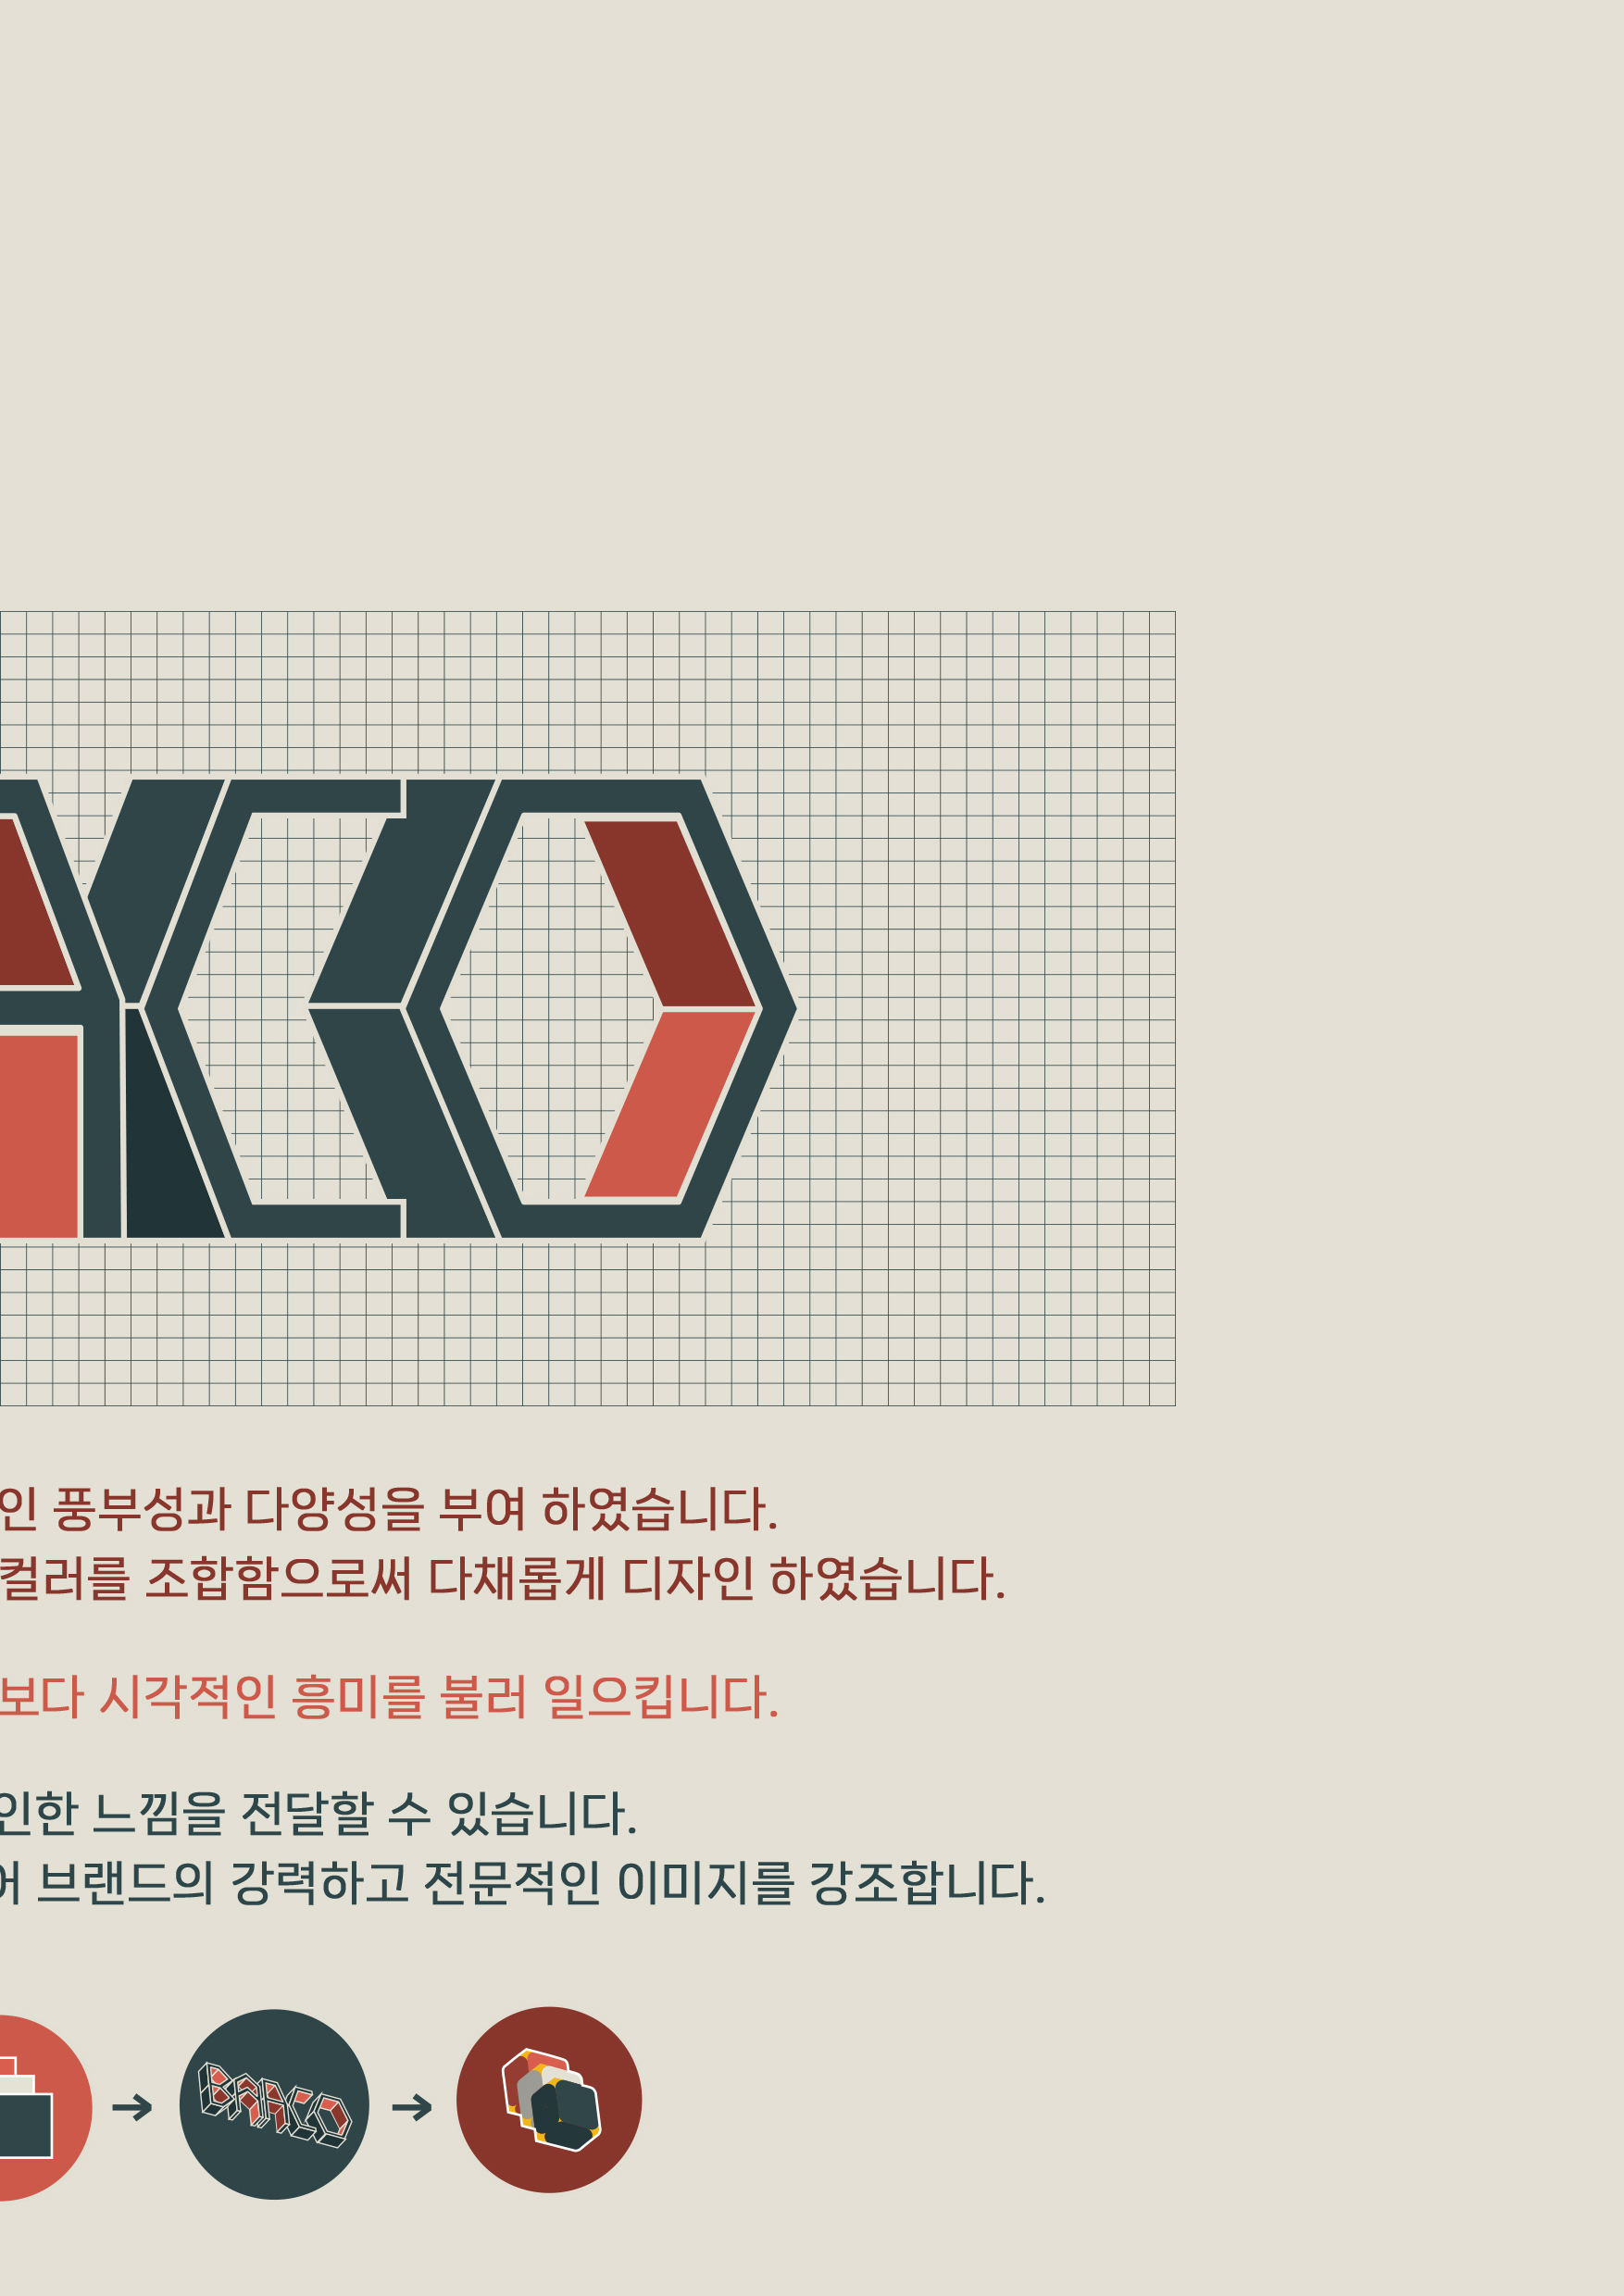 인 풍부성과 다양성을 부여 하였습니다.
컬러를 조합함으로써 다채롭게 디자인 하였습니다.
보다 시각적인 흥미를 불러 일으킵니다.
인한 느낌을 전달할 수 있습니다.
브랜드의 강력하고 전문적인 이미지를 강조합니다.